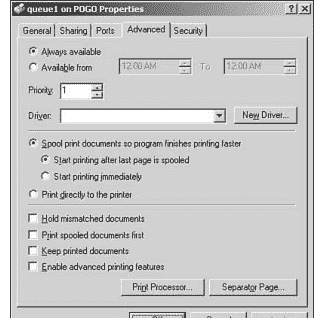 queue1 on POGO Properties
General Sharing Ports Advanced Security
Always available
Available from 12:00 AM To 12:00 AM
Priority: 1
Driver: New Driver...
Spool print documents so program finishes printing faster
Start printing after last page is spooled
Start printing immediately
Print directly to the printer
Hold mismatched documents
Print spooled documents first
Keep printed documents
Enable advanced printing features
Print Processor... Separator Page...